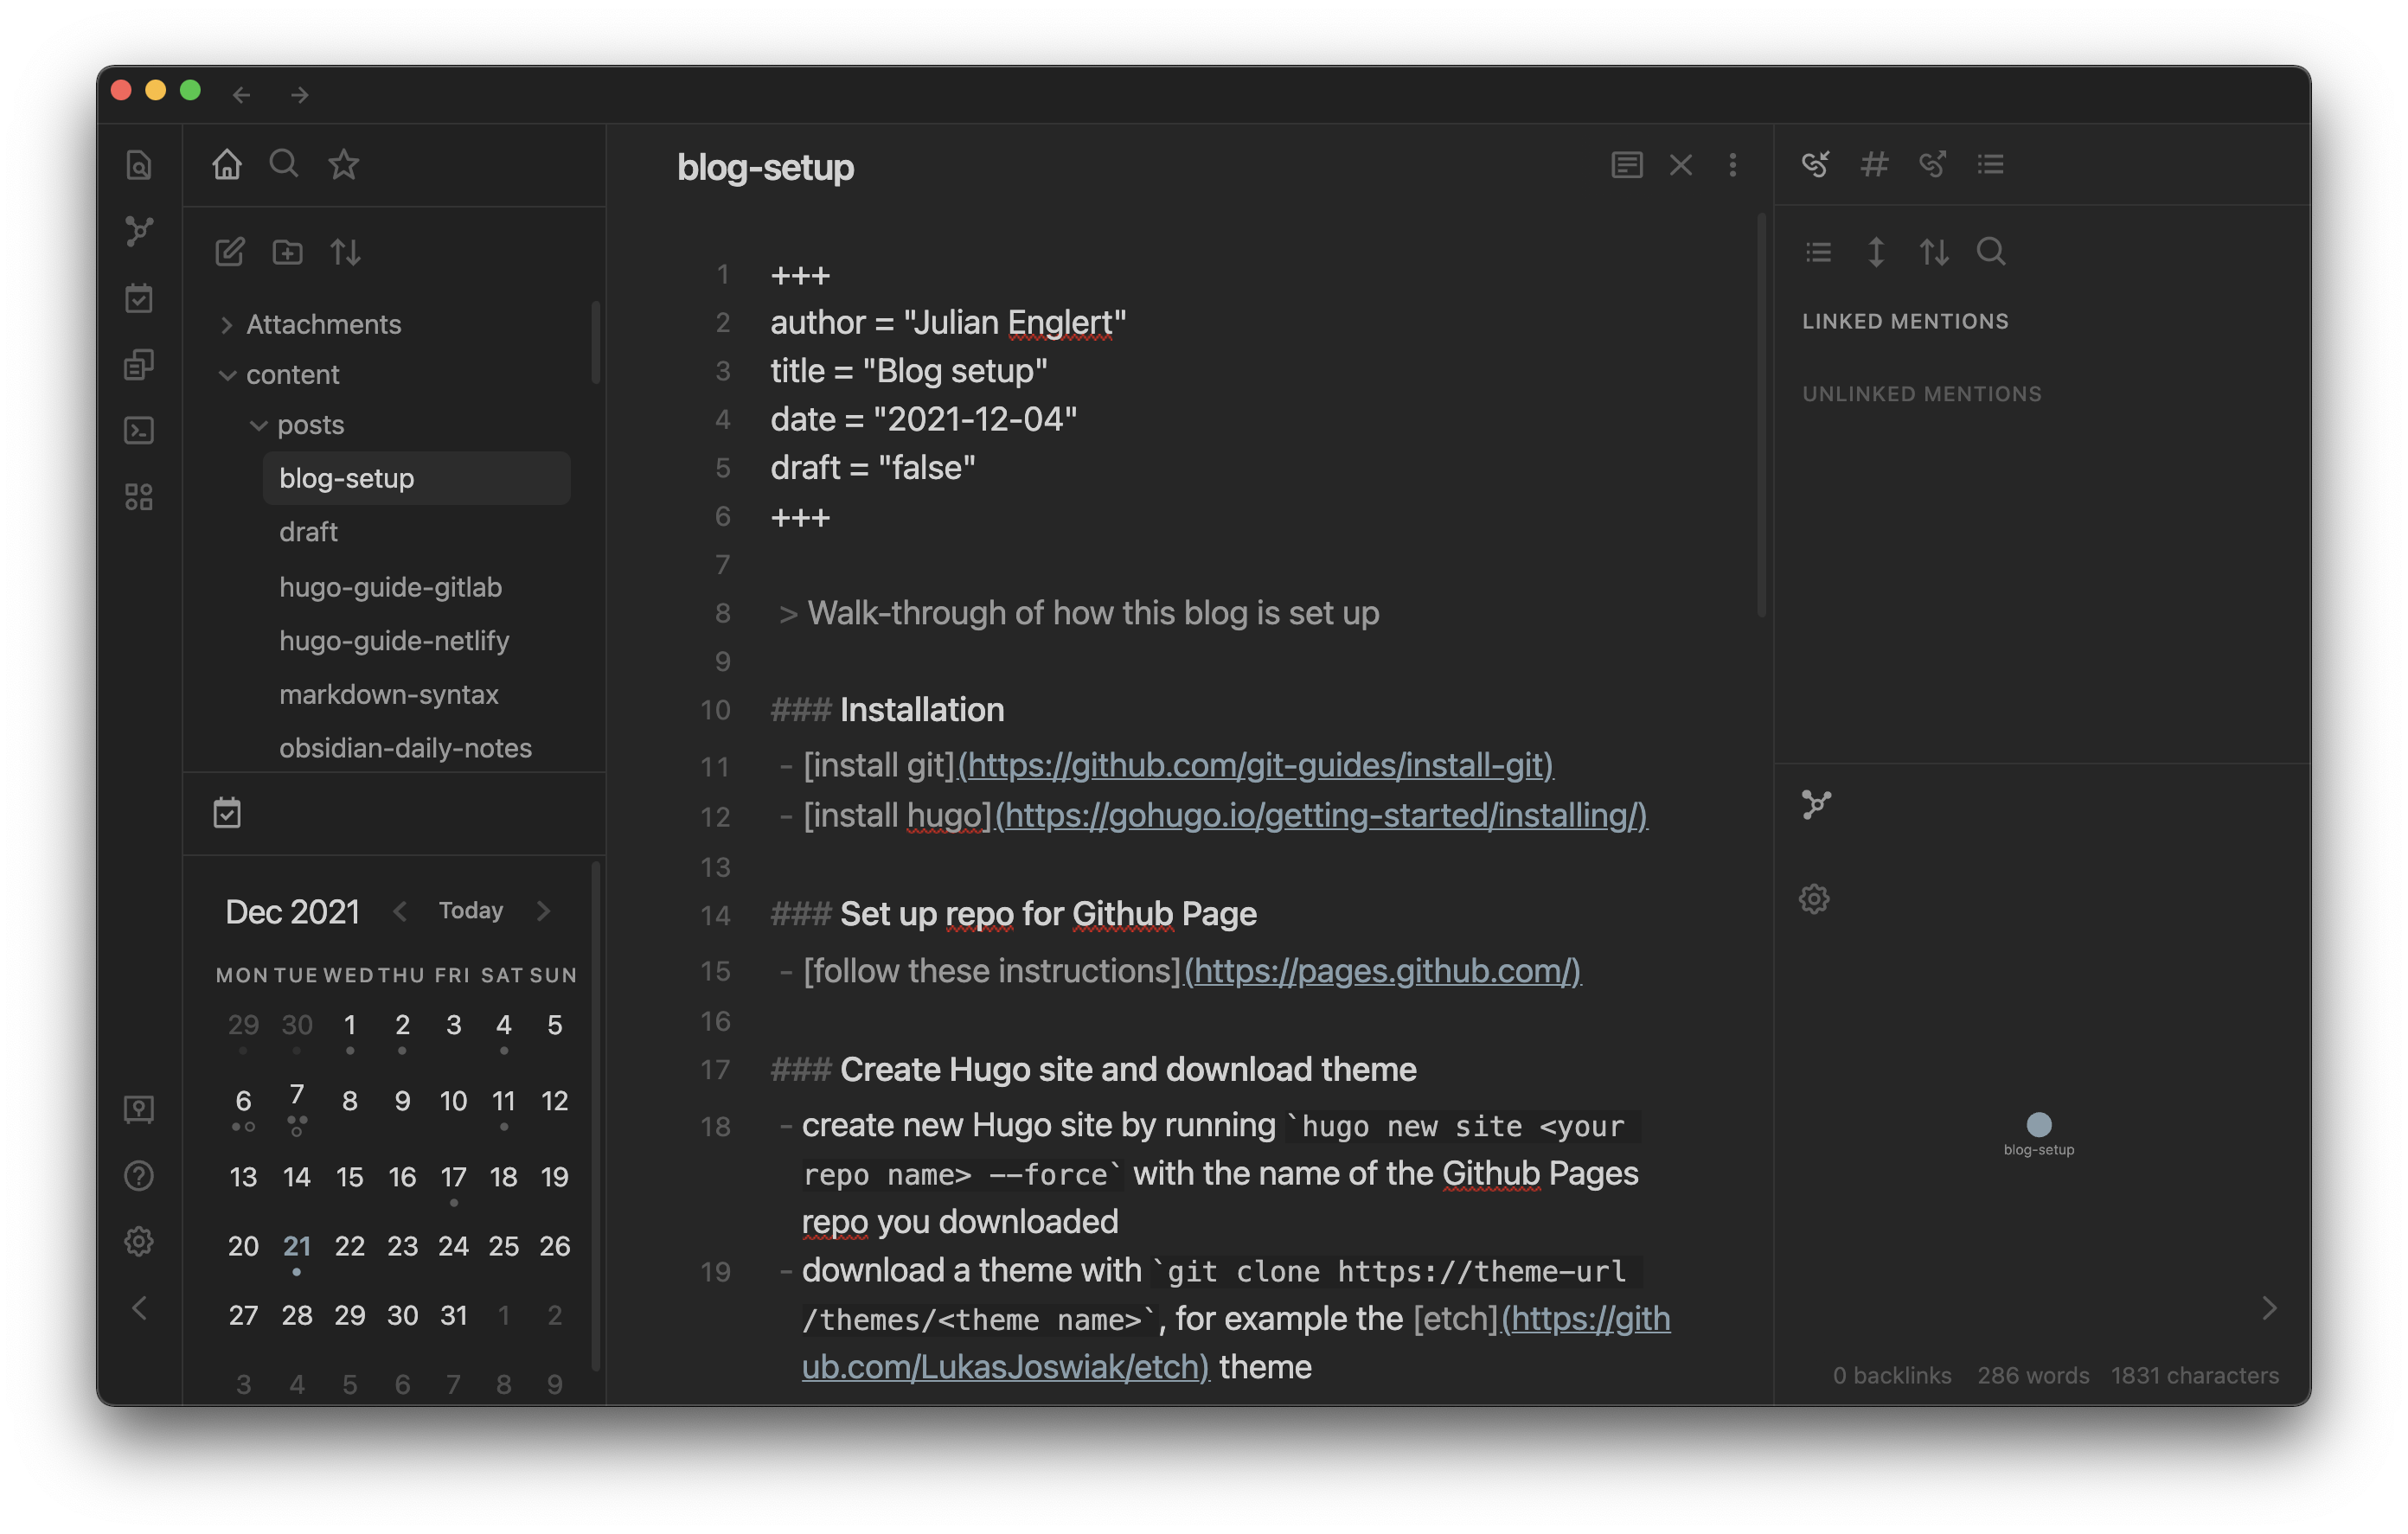 Attachments
content
posts
blog-setup
draft
hugo-guide-gitlab
hugo-guide-netlify
markdown-syntax
obsidian-daily-notes
Dec 2021 Today
MON TUE WED THU FRI SAT SUN
29 30 1 2 3 4 5
6 7 8 9 10 11 12
13 14 15 16 17 18 19
20 21 22 23 24 25 26
27 28 29 30 31 1 2
3 4 5 6 7 8 9
blog-setup
1 +++
2 author = "Julian Englert"
3 title = "Blog setup"
4 date = "2021-12-04"
5 draft = "false"
6 +++
7
8 > Walk-through of how this blog is set up
9
10 ### Installation
11 - [install git](https://github.com/git-guides/install-git)
12 - [install hugo](https://gohugo.io/getting-started/installing/)
13
14 ### Set up repo for Github Page
15 - [follow these instructions](https://pages.github.com/)
16
17 ### Create Hugo site and download theme
18 - create new Hugo site by running `hugo new site <your
repo name> --force` with the name of the Github Pages
repo you downloaded
19 - download a theme with `git clone https://theme-url
/themes/<theme name>`, for example the [etch](https://gith
ub.com/LukasJoswiak/etch) theme
LINKED MENTIONS
UNLINKED MENTIONS
blog-setup
0 backlinks 286 words 1831 characters